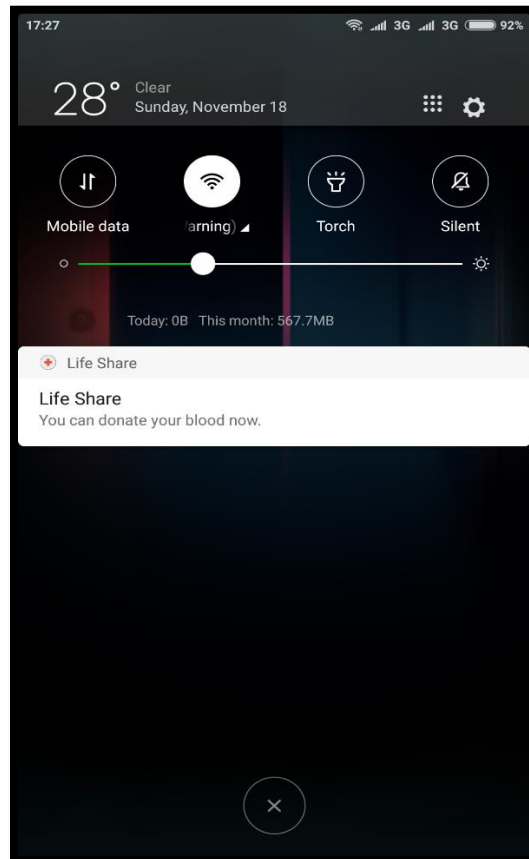 17:27 3G 3G 92%
28° Clear
Sunday, November 18
Mobile data arning) Torch Silent
Today: 0B This month: 567.7MB
Life Share
Life Share
You can donate your blood now.